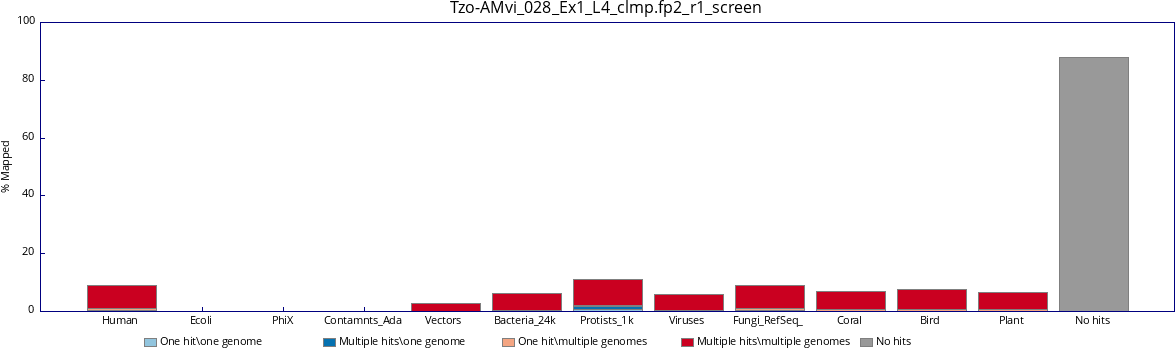 Tzo-AMvi_028_Ex1_L4_clmp.fp2_r1_screen
100
80
60
40
20
0
% Mapped
Human Ecoli PhiX Contamnts_Ada Vectors Bacteria_24k Protists_1k Viruses Fungi_RefSeq_ Coral Bird Plant No hits
One hit\one genome Multiple hits\one genome One hit\multiple genomes Multiple hits\multiple genomes No hits